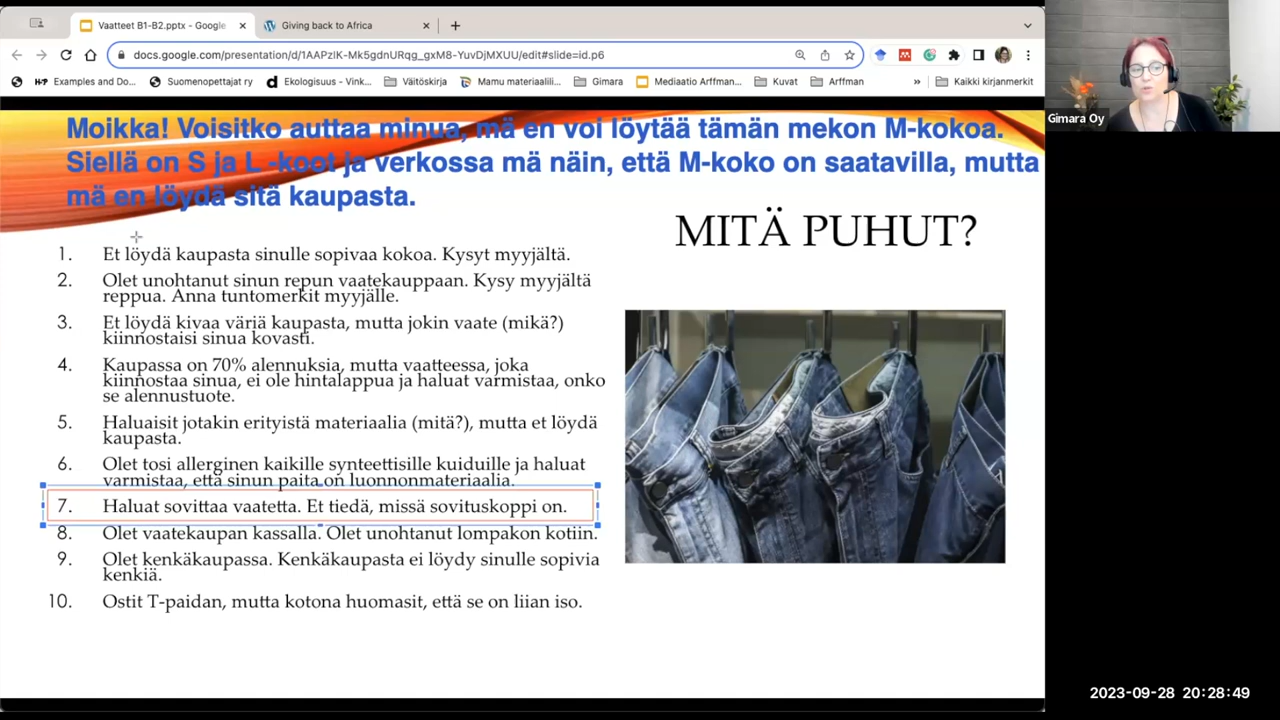 Vaatteet B1-B2.pptx - Google
Giving back to Africa
docs.google.com/presentation/d/1AAPzIK-Mk5gdnURqg_gxM8-YuvDjMXUU/edit#slide=id.p6
Examples and Do...
Suomenopettajat ry
Ekologisuus - Vink...
Väitöskirja
Mamu materiaalili...
Gimara
Mediaatio Arffman...
Kuvat
Arffman
»
Kaikki kirjanmerkit
Gimara Oy
Moikka! Voisitko auttaa minua, mä en voi löytää tämän mekon M-kokoa.
Siellä on S ja L -koot ja verkossa mä näin, että M-koko on saatavilla, mutta
mä en löydä sitä kaupasta.
MITÄ PUHUT?
1. Et löydä kaupasta sinulle sopivaa kokoa. Kysyt myyjältä.
2. Olet unohtanut sinun repun vaatekauppaan. Kysy myyjältä
reppua. Anna tuntomerkit myyjälle.
3. Et löydä kivaa väriä kaupasta, mutta jokin vaate (mikä?)
kiinnostaisi sinua kovasti.
4. Kaupassa on 70% alennuksia, mutta vaatteessa, joka
kiinnostaa sinua, ei ole hintalappua ja haluat varmistaa, onko
se alennustuote.
5. Haluaisit jotakin erityistä materiaalia (mitä?), mutta et löydä
kaupasta.
6. Olet tosi allerginen kaikille synteettisille kuiduille ja haluat
varmistaa, että sinun paita on luonnonmateriaalia.
7. Haluat sovittaa vaatetta. Et tiedä, missä sovituskoppi on.
8. Olet vaatekaupan kassalla. Olet unohtanut lompakon kotiin.
9. Olet kenkäkaupassa. Kenkäkaupasta ei löydy sinulle sopivia
kenkiä.
10. Ostit T-paidan, mutta kotona huomasit, että se on liian iso.
2023-09-28 20:28:49